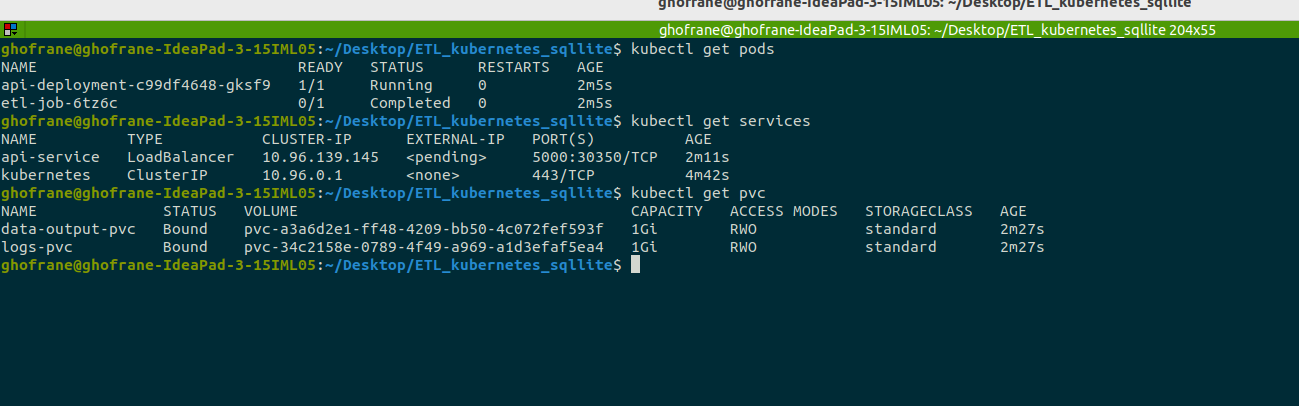 ghofrane@ghofrane-IdeaPad-3-15IML05: ~/Desktop/ETL_kubernetes_sqllite
ghofrane@ghofrane-IdeaPad-3-15IML05: ~/Desktop/ETL_kubernetes_sqllite 204x55
ghofrane@ghofrane-IdeaPad-3-15IML05:~/Desktop/ETL_kubernetes_sqllite$ kubectl get pods
NAME READY STATUS RESTARTS AGE
api-deployment-c99df4648-gksf9 1/1 Running 0 2m5s
etl-job-6tz6c 0/1 Completed 0 2m5s
ghofrane@ghofrane-IdeaPad-3-15IML05:~/Desktop/ETL_kubernetes_sqllite$ kubectl get services
NAME TYPE CLUSTER-IP EXTERNAL-IP PORT(S) AGE
api-service LoadBalancer 10.96.139.145 <pending> 5000:30350/TCP 2m11s
kubernetes ClusterIP 10.96.0.1 <none> 443/TCP 4m42s
ghofrane@ghofrane-IdeaPad-3-15IML05:~/Desktop/ETL_kubernetes_sqllite$ kubectl get pvc
NAME STATUS VOLUME CAPACITY ACCESS MODES STORAGECLASS AGE
data-output-pvc Bound pvc-a3a6d2e1-ff48-4209-bb50-4c072fef593f 1Gi RWO standard 2m27s
logs-pvc Bound pvc-34c2158e-0789-4f49-a969-a1d3efaf5ea4 1Gi RWO standard 2m27s
ghofrane@ghofrane-IdeaPad-3-15IML05:~/Desktop/ETL_kubernetes_sqllite$